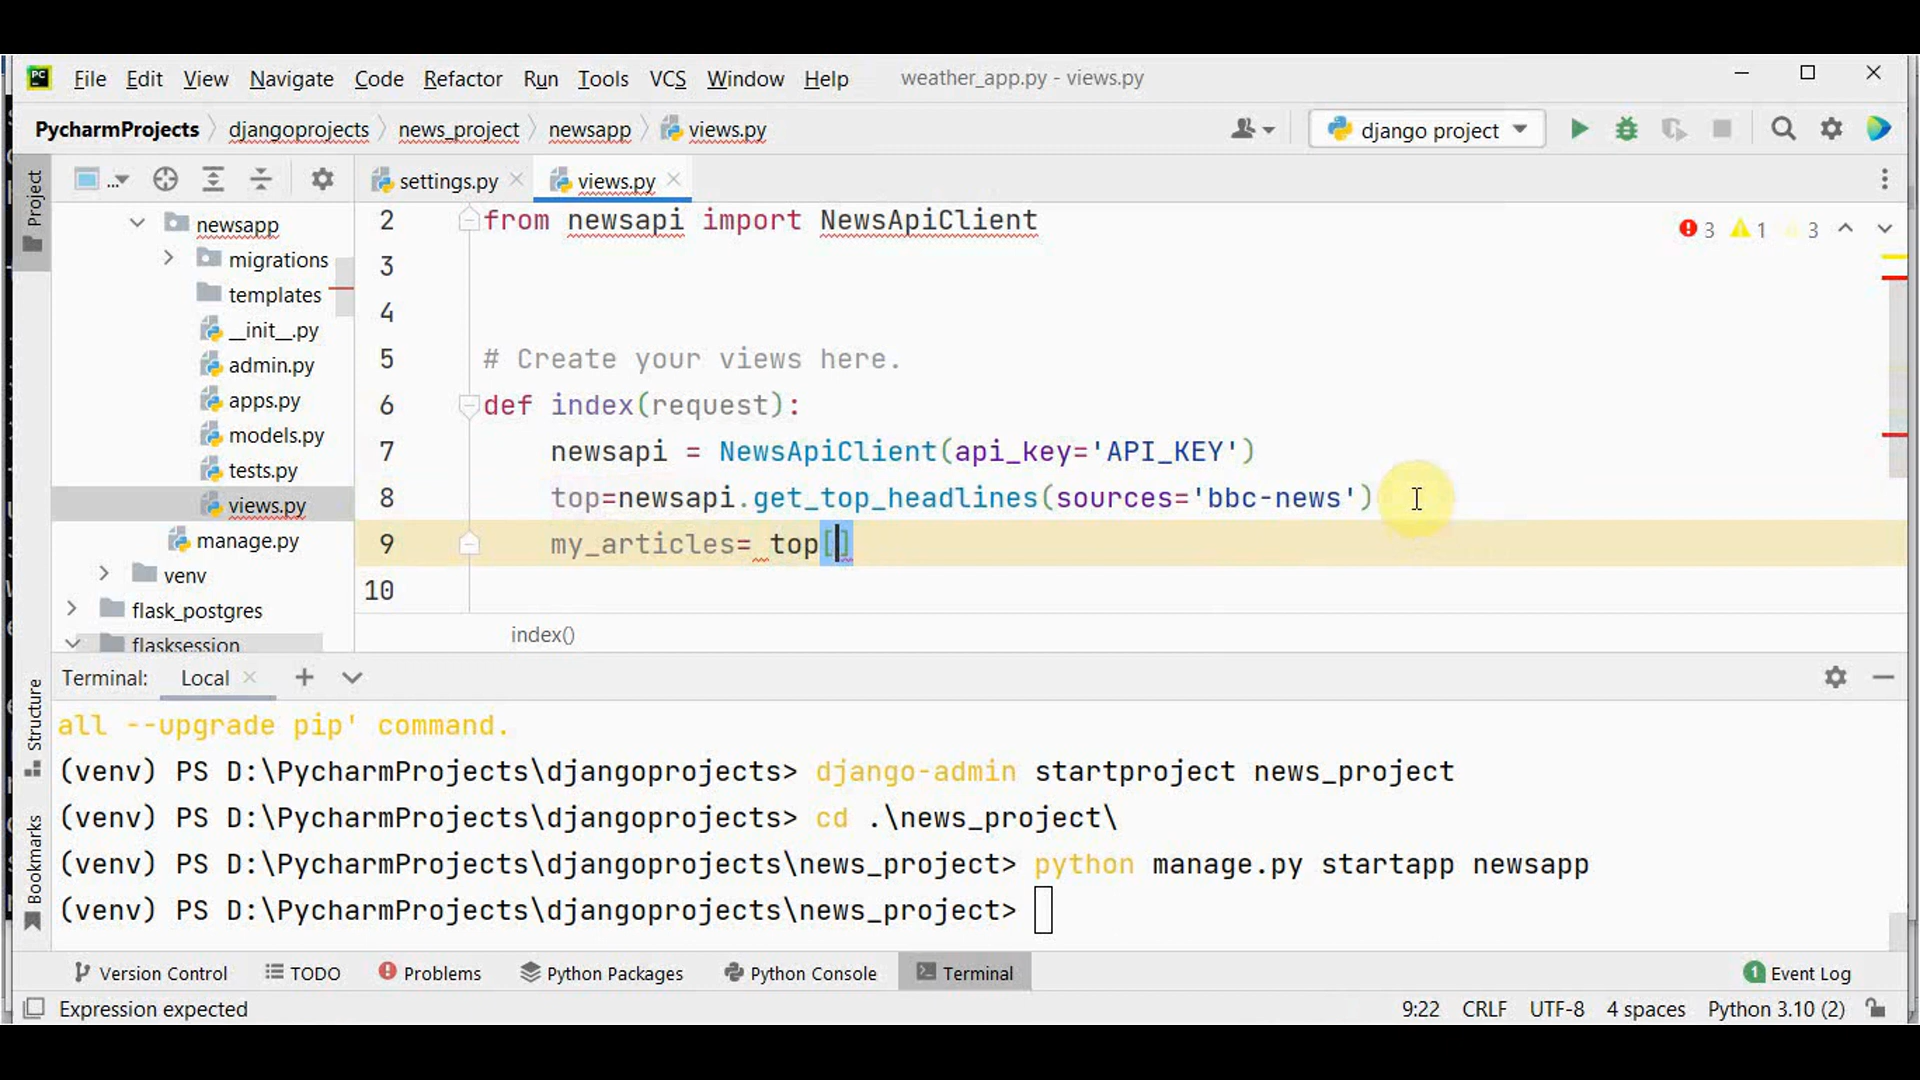 PC File Edit View Navigate Code Refactor Run Tools VCS Window Help weather_app.py - views.py
PycharmProjects djangoprojects news_project newsapp views.py django project
Project
... settings.py views.py
newsapp
migrations
templates
__init__.py
admin.py
apps.py
models.py
tests.py
views.py
manage.py
venv
flask_postgres
flasksession
3 1 3
2 from newsapi import NewsApiClient
3
4
5 # Create your views here.
6 def index(request):
7 newsapi = NewsApiClient(api_key='API_KEY')
8 top=newsapi.get_top_headlines(sources='bbc-news')
9 my_articles= top[]
10
index()
Structure
Bookmarks
Terminal: Local
all --upgrade pip' command.
(venv) PS D:\PycharmProjects\djangoprojects> django-admin startproject news_project
(venv) PS D:\PycharmProjects\djangoprojects> cd .\news_project\
(venv) PS D:\PycharmProjects\djangoprojects\news_project> python manage.py startapp newsapp
(venv) PS D:\PycharmProjects\djangoprojects\news_project>
Version Control TODO Problems Python Packages Python Console Terminal 1 Event Log
Expression expected 9:22 CRLF UTF-8 4 spaces Python 3.10 (2)